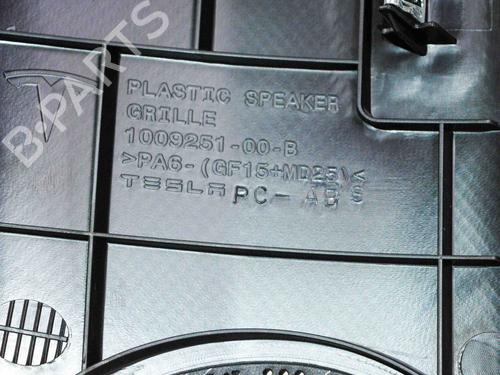 PLASTIC SPEAKER
GRILLE
1009251-00-B
>PA6-(GF15+MD25)<
TESLA PC-ABS
B-PARTS